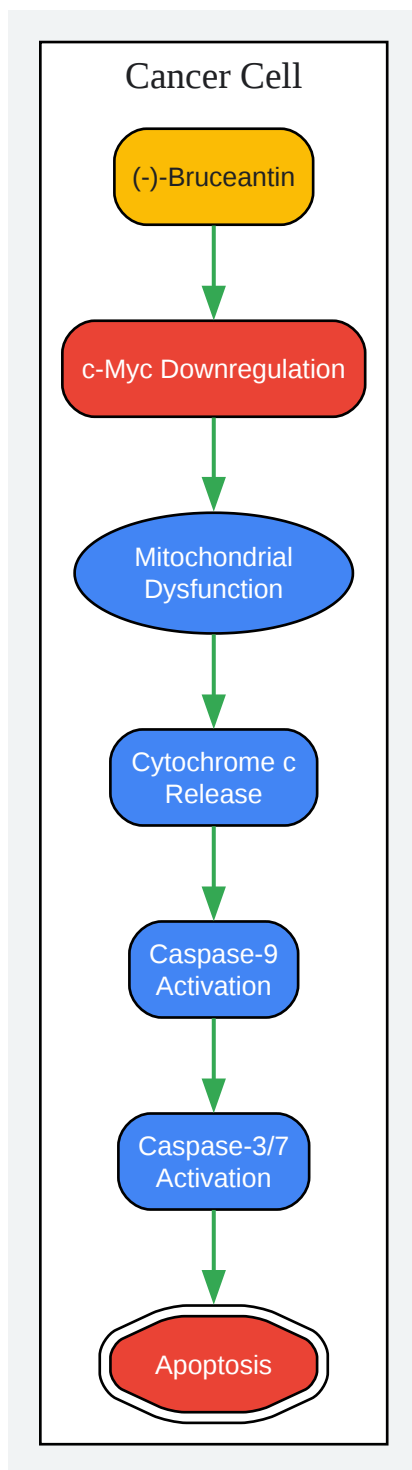 Cancer Cell
(-)-Bruceantin
c-Myc Downregulation
Mitochondrial
Dysfunction
Cytochrome c
Release
Caspase-9
Activation
Caspase-3/7
Activation
Apoptosis